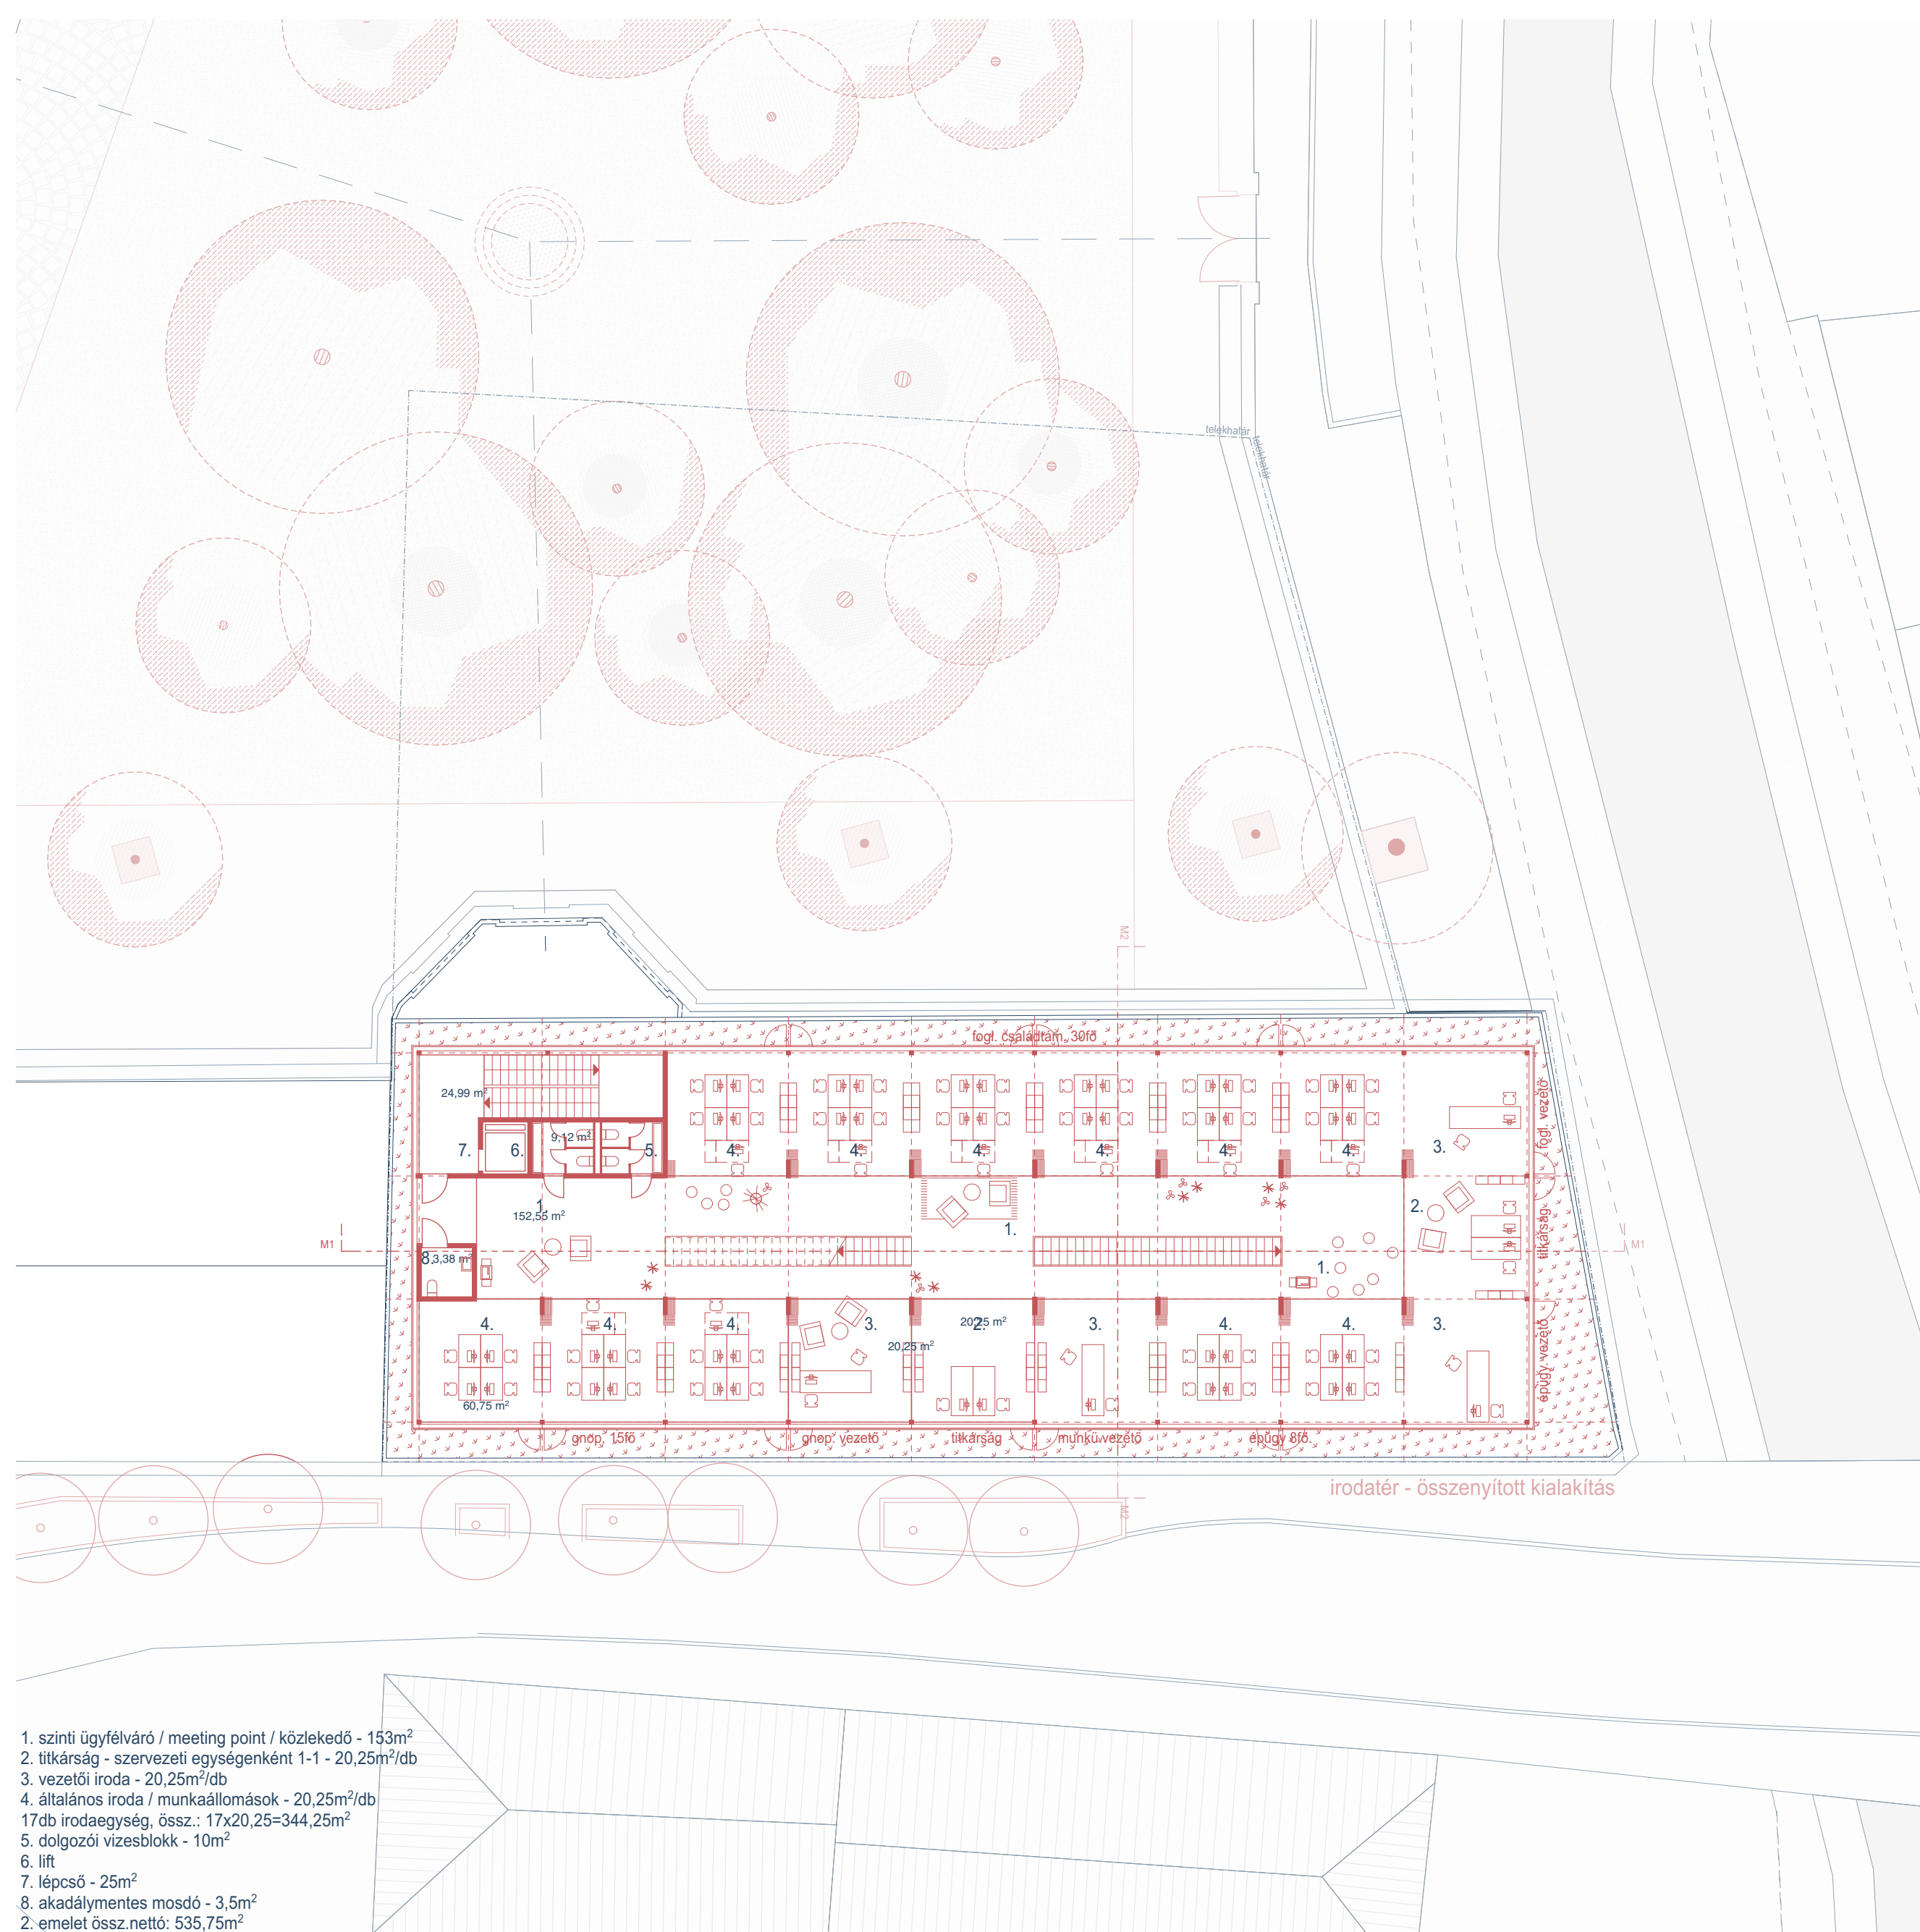 telekhatár
telekhatár
M2
fogl. családtám. 30fő
24,99 m²
9,12 m²
7.
6.
5.
4.
4.
4.
4.
4.
4.
3.
fogl. vezető
1.
152,55 m²
1.
2.
titkárság
M1
M1
8.
3,38 m²
1.
4.
4.
4.
3.
2.
20,25 m²
3.
4.
4.
3.
20,25 m²
épügy. vezető
60,75 m²
gnop. 15fő
gnop. vezető
titkárság
munkü.vezető
épügy 8fő.
irodatér - összenyított kialakítás
M2
1. szinti ügyfélváró / meeting point / közlekedő - 153m²
2. titkárság - szervezeti egységenként 1-1 - 20,25m²/db
3. vezetői iroda - 20,25m²/db
4. általános iroda / munkaállomások - 20,25m²/db
17db irodaegység, össz.: 17x20,25=344,25m²
5. dolgozói vizesblokk - 10m²
6. lift
7. lépcső - 25m²
8. akadálymentes mosdó - 3,5m²
2. emelet össz.nettó: 535,75m²